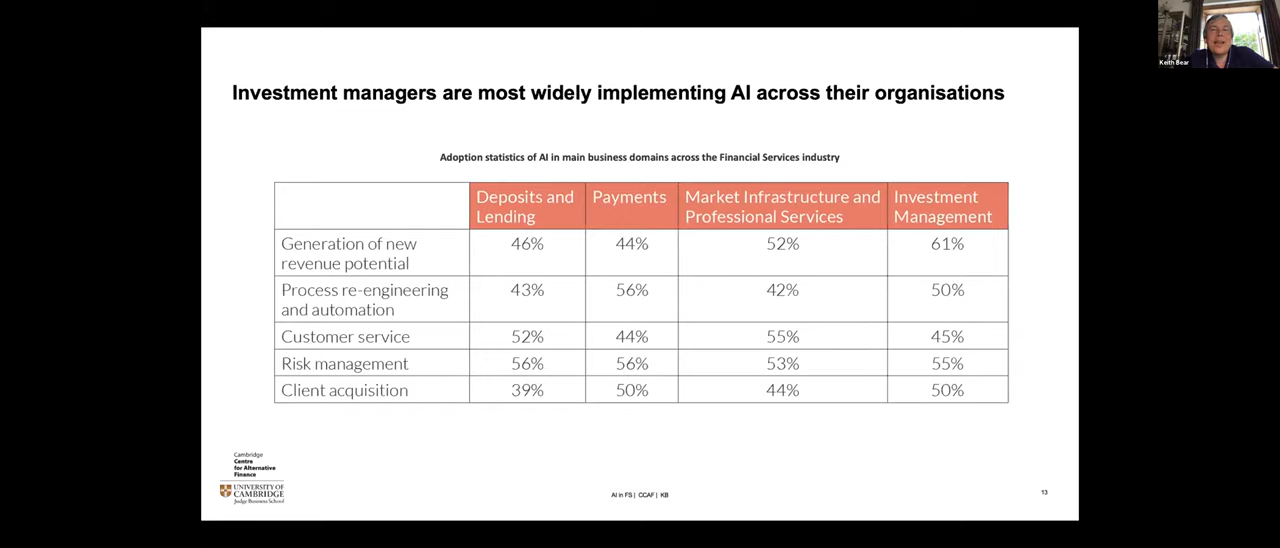 Keith Bear
Investment managers are most widely implementing AI across their organisations
Adoption statistics of AI in main business domains across the Financial Services industry
Deposits and Lending Payments Market Infrastructure and Professional Services Investment Management
Generation of new revenue potential 46% 44% 52% 61%
Process re-engineering and automation 43% 56% 42% 50%
Customer service 52% 44% 55% 45%
Risk management 56% 56% 53% 55%
Client acquisition 39% 50% 44% 50%
Cambridge
Centre
for Alternative
Finance
UNIVERSITY OF
CAMBRIDGE
Judge Business School
AI in FS | CCAF | KB
13